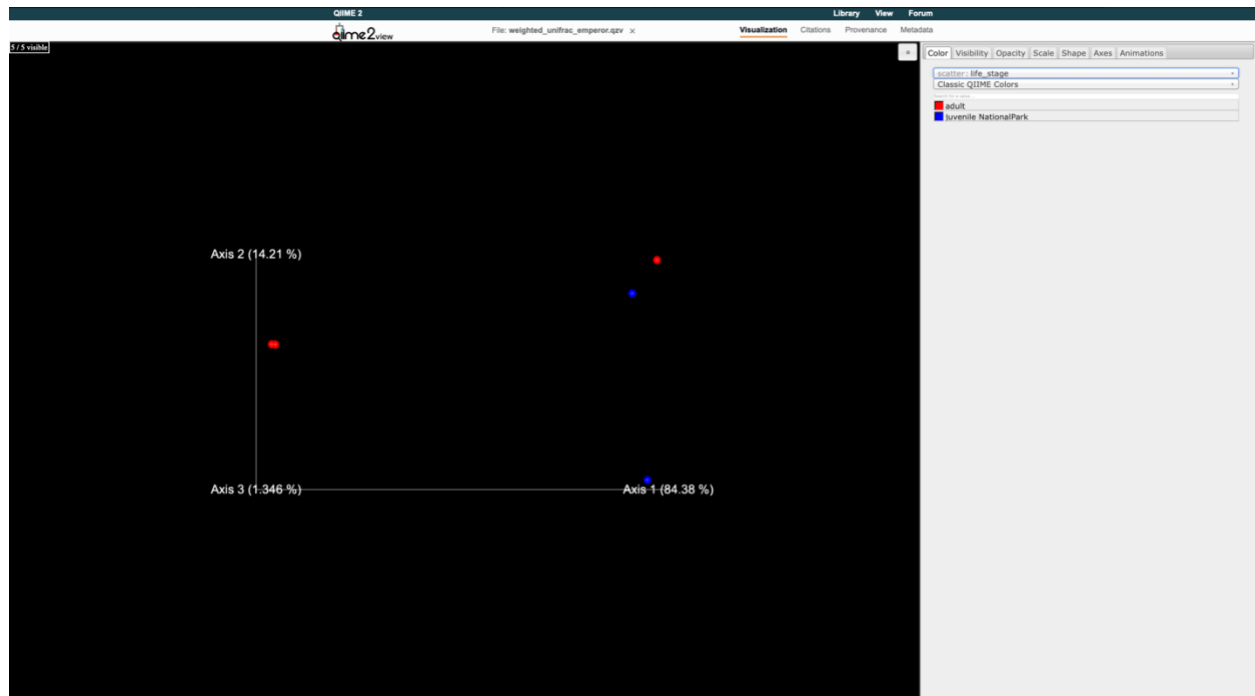 QIIME 2
Library View Forum
qiime2view
File: weighted_unifrac_emperor.qzv x
Visualization Citations Provenance Metadata
5 / 5 visible
Color Visibility Opacity Scale Shape Axes Animations
scatter: life_stage
Classic QIIME Colors
adult
Juvenile NationalPark
Axis 2 (14.21 %)
Axis 3 (1.346 %)
Axis 1 (84.38 %)